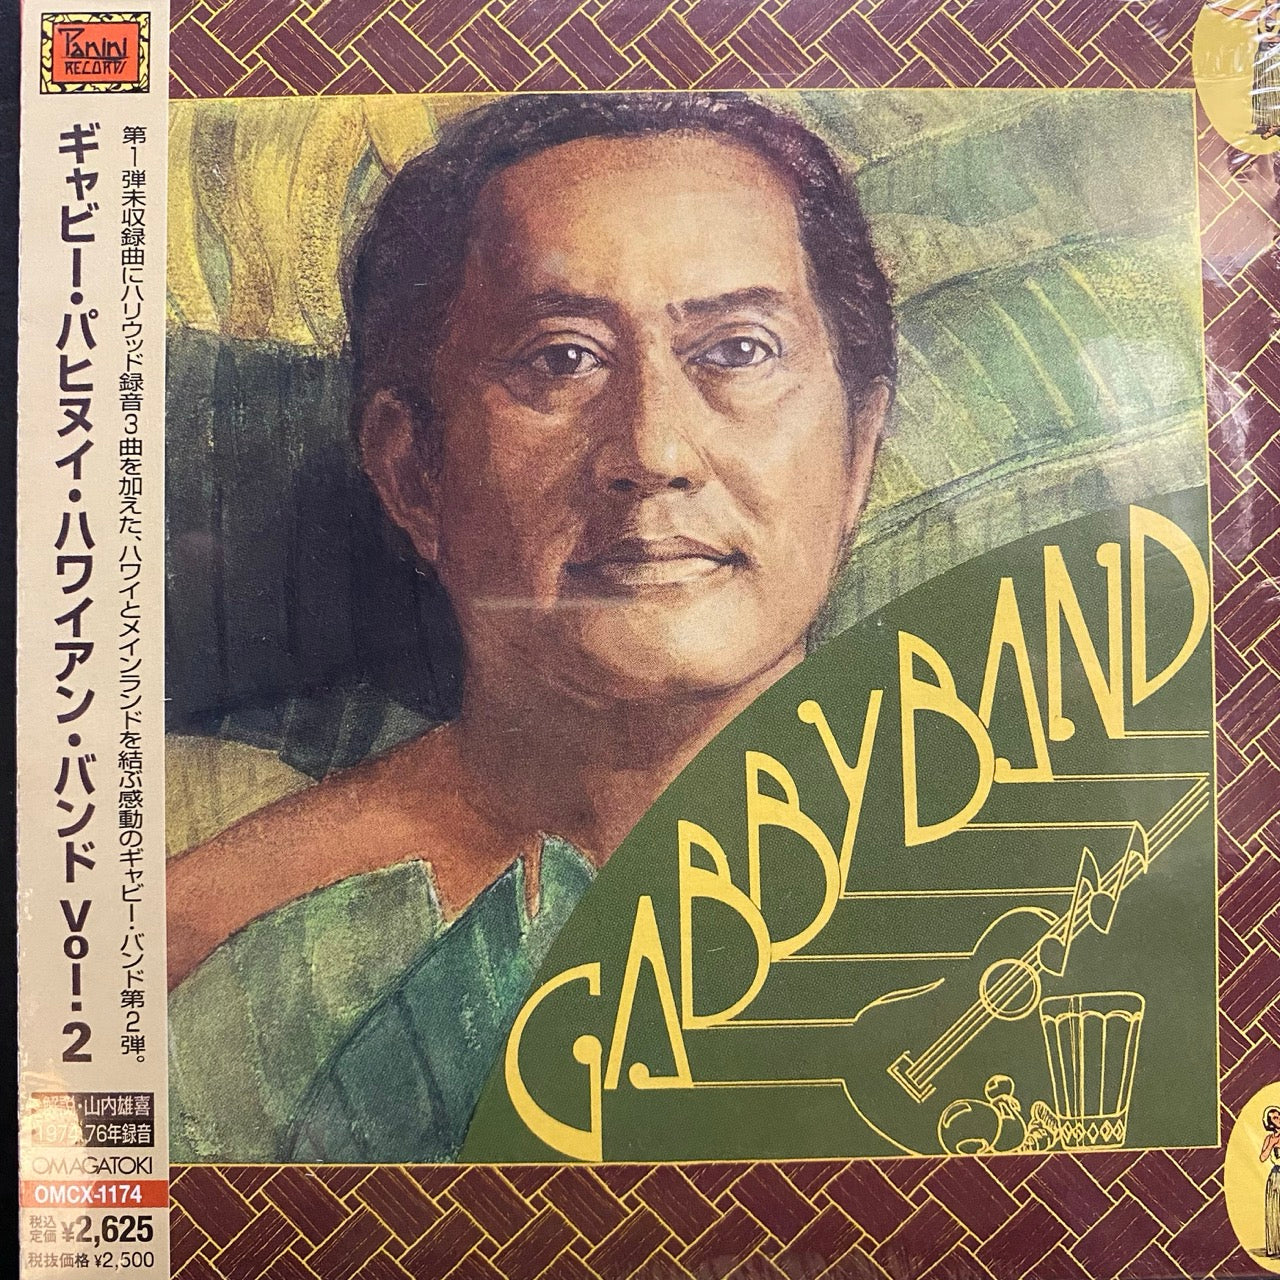 Panini
RECORDS
ギャビー・パヒヌイ・ハワイアン・バンド vol. 2
第1弾未収録曲にハリウッド録音3曲を加えた、ハワイとメインランドを結ぶ感動のギャビー・バンド第2弾。
解説・山内雄喜
1974、76年録音
OMAGATOKI
OMCX-1174
税込定価 ¥2,625
税抜価格 ¥2,500
GABBY BAND